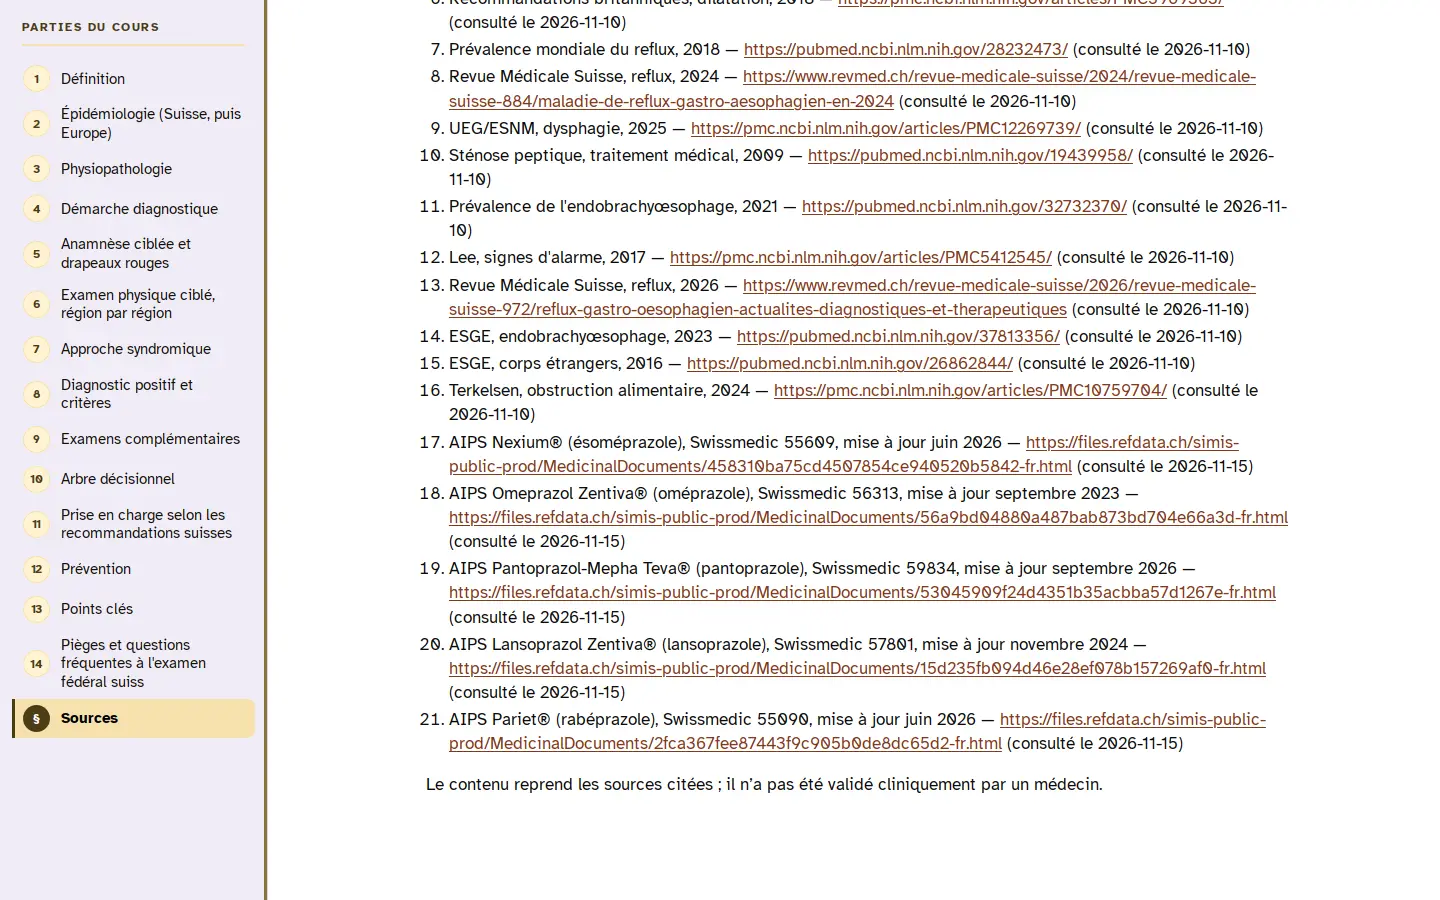 PARTIES DU COURS
1 Définition
2 Épidémiologie (Suisse, puis
Europe)
3 Physiopathologie
4 Démarche diagnostique
5 Anamnèse ciblée et
drapeaux rouges
6 Examen physique ciblé,
région par région
7 Approche syndromique
8 Diagnostic positif et
critères
9 Examens complémentaires
10 Arbre décisionnel
11 Prise en charge selon les
recommandations suisses
12 Prévention
13 Points clés
14 Pièges et questions
fréquentes à l'examen
fédéral suiss
§ Sources
(consulté le 2026-11-10)
7. Prévalence mondiale du reflux, 2018 — https://pubmed.ncbi.nlm.nih.gov/28232473/ (consulté le 2026-11-10)
8. Revue Médicale Suisse, reflux, 2024 — https://www.revmed.ch/revue-medicale-suisse/2024/revue-medicale-
suisse-884/maladie-de-reflux-gastro-aesophagien-en-2024 (consulté le 2026-11-10)
9. UEG/ESNM, dysphagie, 2025 — https://pmc.ncbi.nlm.nih.gov/articles/PMC12269739/ (consulté le 2026-11-10)
10. Sténose peptique, traitement médical, 2009 — https://pubmed.ncbi.nlm.nih.gov/19439958/ (consulté le 2026-
11-10)
11. Prévalence de l'endobrachyœsophage, 2021 — https://pubmed.ncbi.nlm.nih.gov/32732370/ (consulté le 2026-11-
10)
12. Lee, signes d'alarme, 2017 — https://pmc.ncbi.nlm.nih.gov/articles/PMC5412545/ (consulté le 2026-11-10)
13. Revue Médicale Suisse, reflux, 2026 — https://www.revmed.ch/revue-medicale-suisse/2026/revue-medicale-
suisse-972/reflux-gastro-oesophagien-actualites-diagnostiques-et-therapeutiques (consulté le 2026-11-10)
14. ESGE, endobrachyœsophage, 2023 — https://pubmed.ncbi.nlm.nih.gov/37813356/ (consulté le 2026-11-10)
15. ESGE, corps étrangers, 2016 — https://pubmed.ncbi.nlm.nih.gov/26862844/ (consulté le 2026-11-10)
16. Terkelsen, obstruction alimentaire, 2024 — https://pmc.ncbi.nlm.nih.gov/articles/PMC10759704/ (consulté le
2026-11-10)
17. AIPS Nexium® (ésoméprazole), Swissmedic 55609, mise à jour juin 2026 — https://files.refdata.ch/simis-
public-prod/MedicinalDocuments/458310ba75cd4507854ce940520b5842-fr.html (consulté le 2026-11-15)
18. AIPS Omeprazol Zentiva® (oméprazole), Swissmedic 56313, mise à jour septembre 2023 —
https://files.refdata.ch/simis-public-prod/MedicinalDocuments/56a9bd04880a487bab873bd704e66a3d-fr.html
(consulté le 2026-11-15)
19. AIPS Pantoprazol-Mepha Teva® (pantoprazole), Swissmedic 59834, mise à jour septembre 2026 —
https://files.refdata.ch/simis-public-prod/MedicinalDocuments/53045909f24d4351b35acbba57d1267e-fr.html
(consulté le 2026-11-15)
20. AIPS Lansoprazol Zentiva® (lansoprazole), Swissmedic 57801, mise à jour novembre 2024 —
https://files.refdata.ch/simis-public-prod/MedicinalDocuments/15d235fb094d46e28ef078b157269af0-fr.html
(consulté le 2026-11-15)
21. AIPS Pariet® (rabéprazole), Swissmedic 55090, mise à jour juin 2026 — https://files.refdata.ch/simis-public-
prod/MedicinalDocuments/2fca367fee87443f9c905b0de8dc65d2-fr.html (consulté le 2026-11-15)
Le contenu reprend les sources citées ; il n’a pas été validé cliniquement par un médecin.